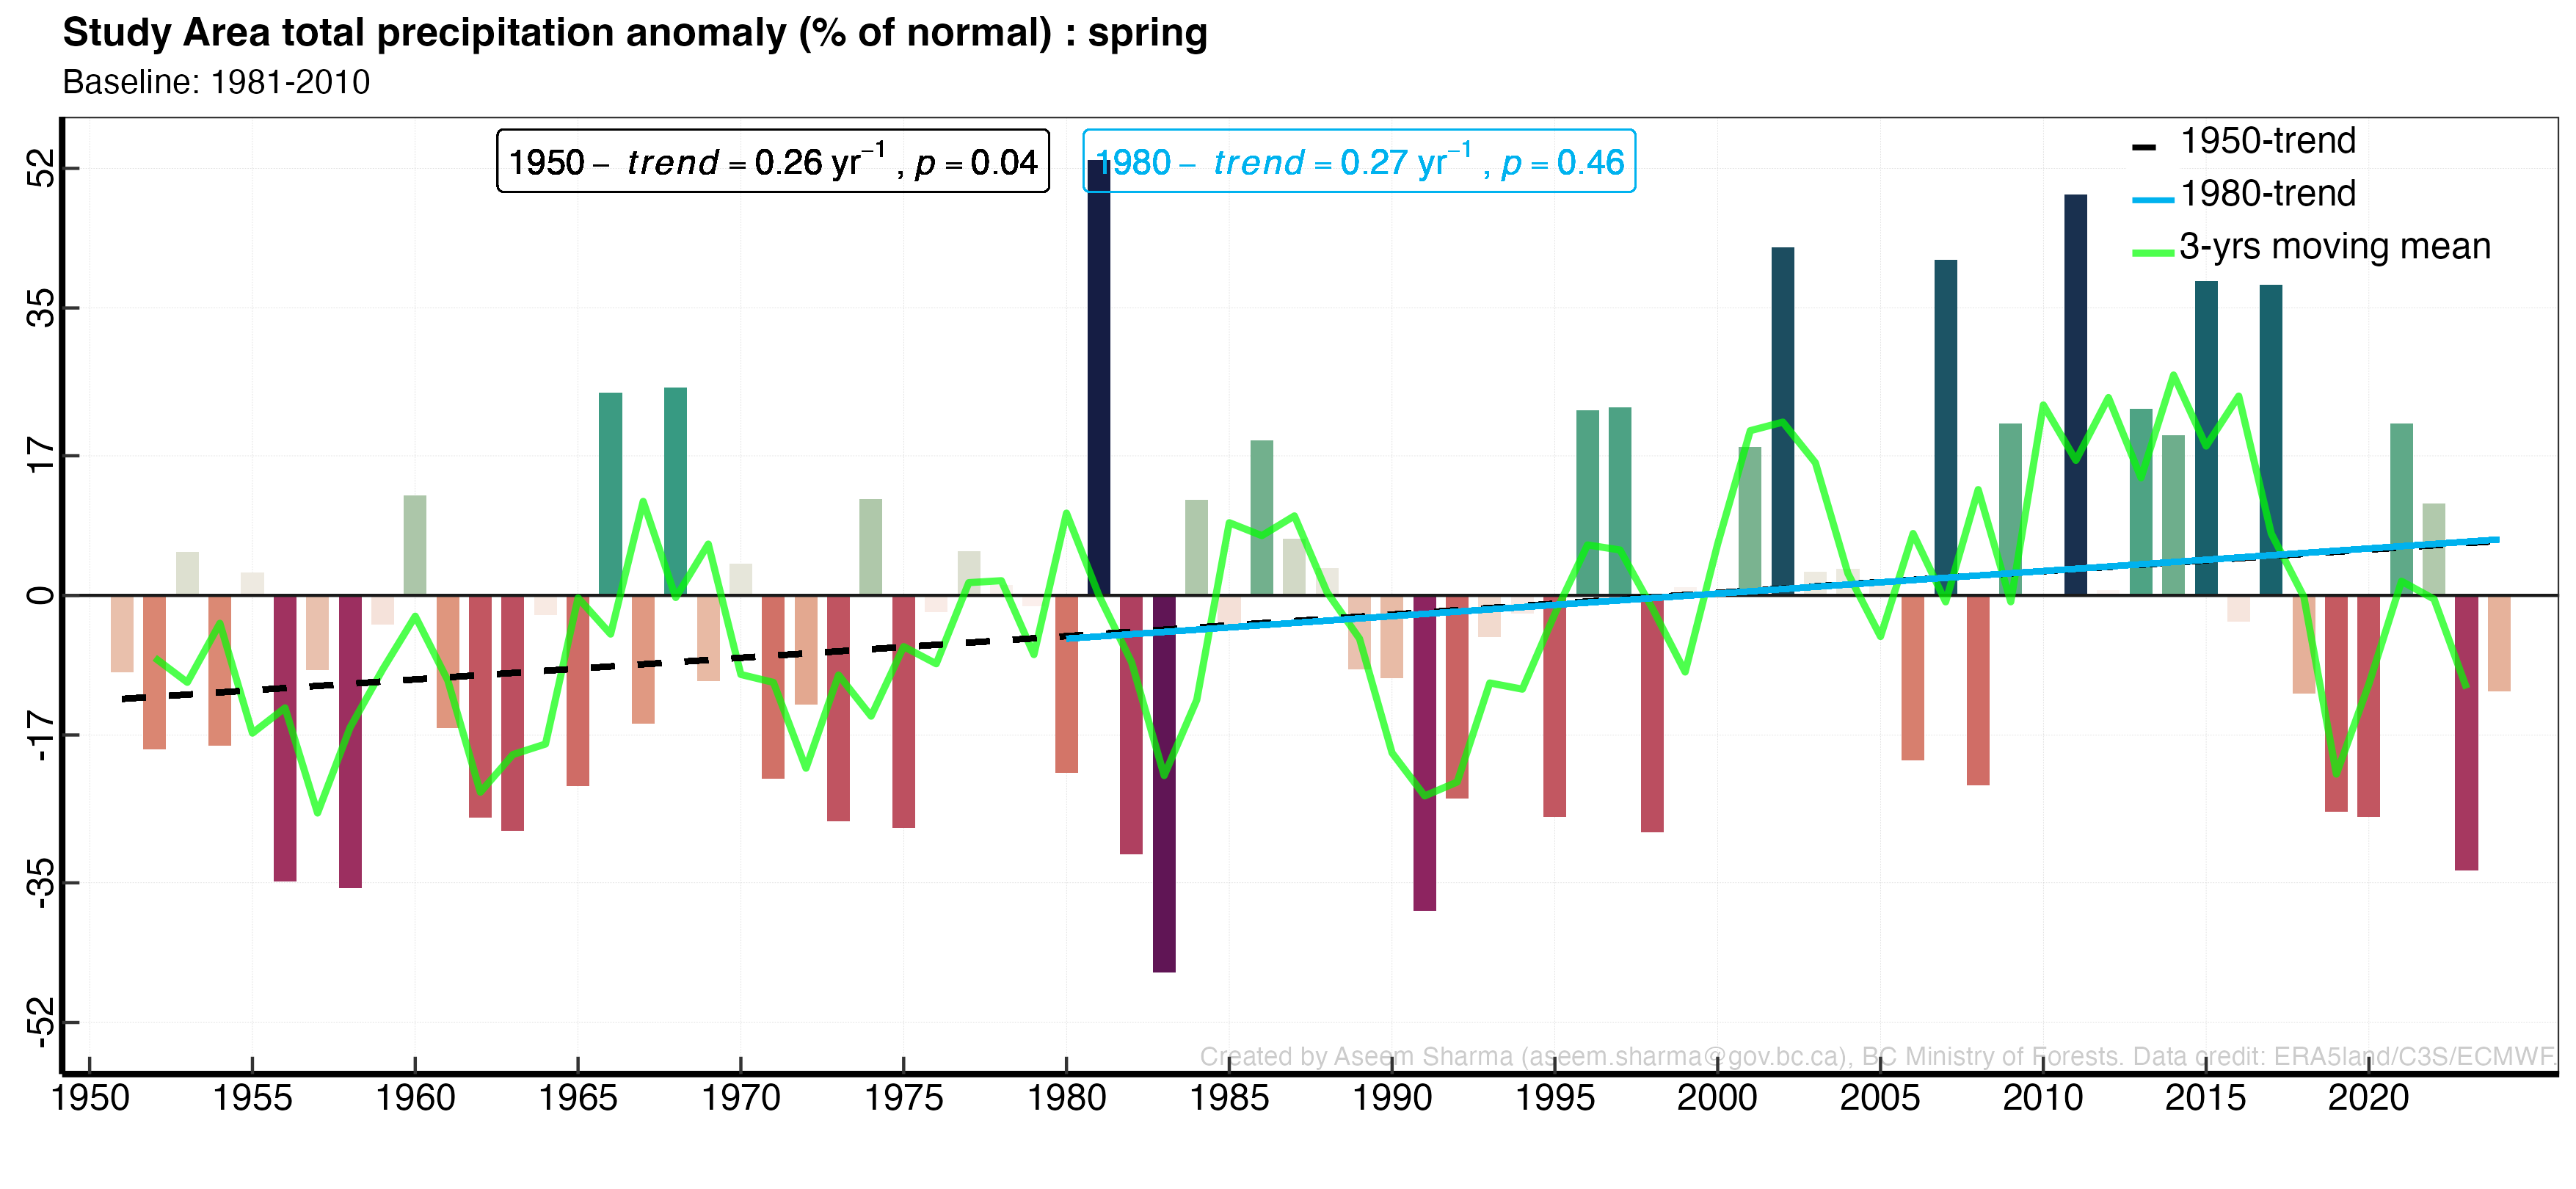 Study Area total precipitation anomaly (% of normal) : spring
Baseline: 1981-2010
1950 – trend = 0.26 yr⁻¹ , p = 0.04
1980 – trend = 0.27 yr⁻¹ , p = 0.46
1950-trend
1980-trend
3-yrs moving mean
52
35
17
0
-17
-35
-52
Created by Aseem Sharma (aseem.sharma@gov.bc.ca), BC Ministry of Forests. Data credit: ERA5land/C3S/ECMWF.
1950 1955 1960 1965 1970 1975 1980 1985 1990 1995 2000 2005 2010 2015 2020